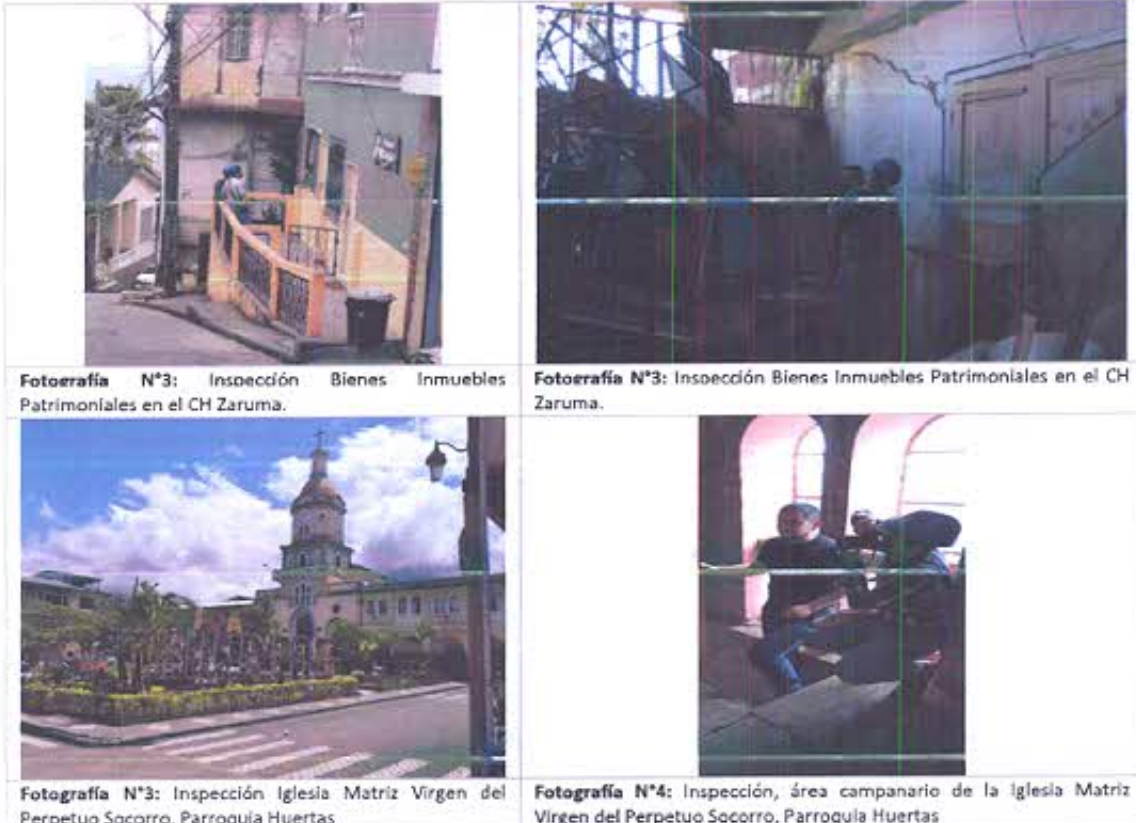 Fotografía N°3: Inspección Bienes Inmuebles
Patrimoniales en el CH Zaruma.
Fotografía N°3: Inspección Bienes Inmuebles Patrimoniales en el CH
Zaruma.
Fotografía N°3: Inspección Iglesia Matriz Virgen del
Perpetuo Socorro. Parroquia Huertas
Fotografía N°4: Inspección, área campanario de la Iglesia Matriz
Virgen del Perpetuo Socorro. Parroquia Huertas